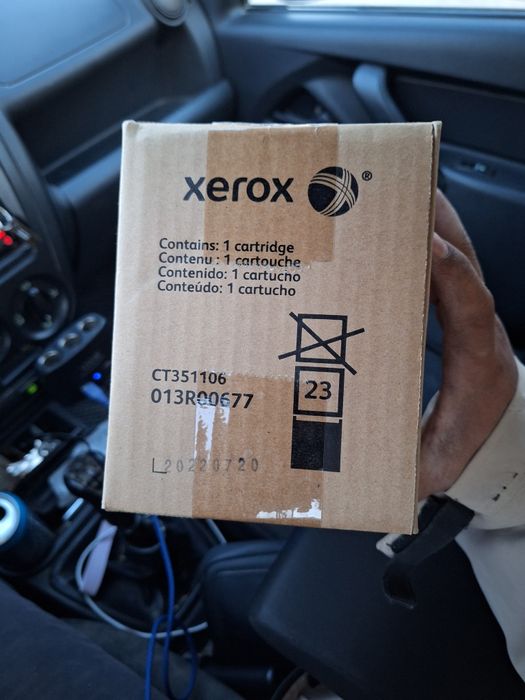 xerox ®
Contains: 1 cartridge
Contenu : 1 cartouche
Contenido: 1 cartucho
Conteúdo: 1 cartucho
CT351106
013R00677
23
20220720